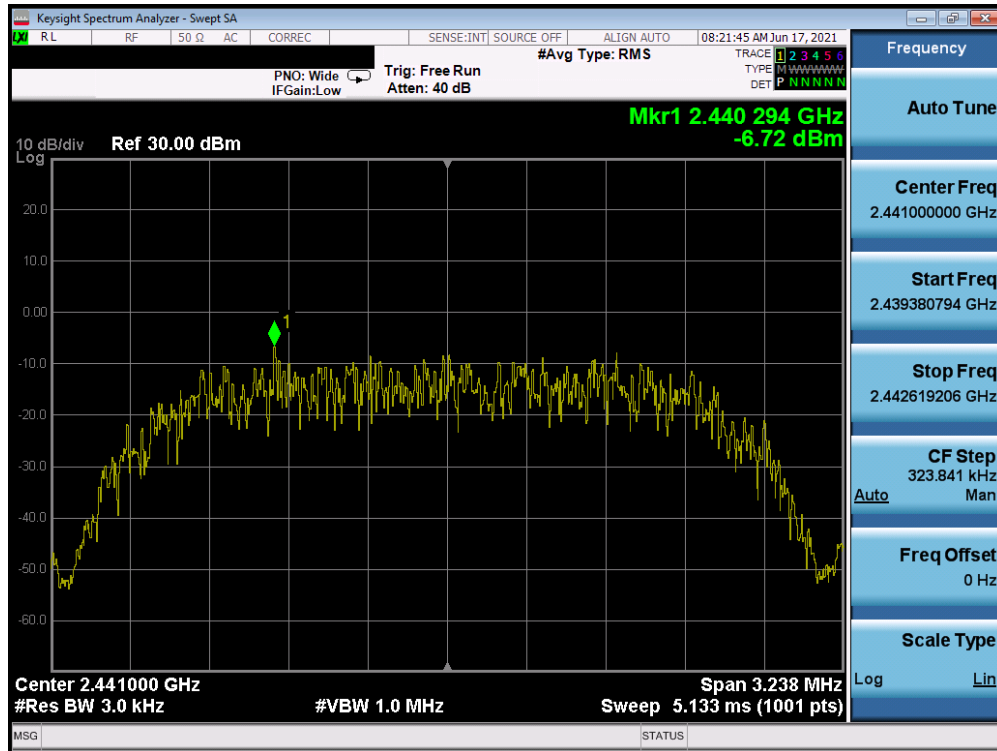 Keysight Spectrum Analyzer - Swept SA
LXI RL RF 50 Ω AC CORREC SENSE:INT SOURCE OFF ALIGN AUTO 08:21:45 AM Jun 17, 2021
#Avg Type: RMS
TRACE 1 2 3 4 5 6
PNO: Wide Trig: Free Run
TYPE M WWWWW
IFGain:Low Atten: 40 dB
DET P N N N N N
Mkr1 2.440 294 GHz
-6.72 dBm
10 dB/div Ref 30.00 dBm
Log
20.0
10.0
0.00
1
-10.0
-20.0
-30.0
-40.0
-50.0
-60.0
Center 2.441000 GHz Span 3.238 MHz
#Res BW 3.0 kHz #VBW 1.0 MHz Sweep 5.133 ms (1001 pts)
MSG STATUS
Frequency
Auto Tune
Center Freq
2.441000000 GHz
Start Freq
2.439380794 GHz
Stop Freq
2.442619206 GHz
CF Step
323.841 kHz
Auto Man
Freq Offset
0 Hz
Scale Type
Log Lin